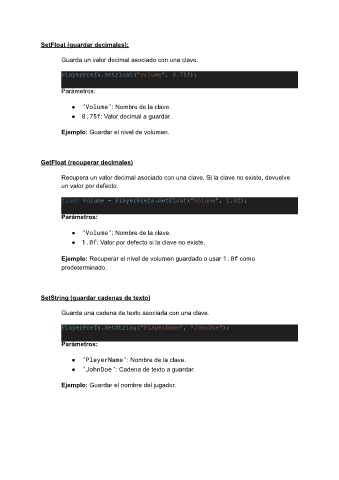 SetFloat (guardar decimales):
Guarda un valor decimal asociado con una clave.
PlayerPrefs.SetFloat("Volume", 0.75f);
Parámetros:
● "Volume": Nombre de la clave.
● 0.75f: Valor decimal a guardar.
Ejemplo: Guardar el nivel de volumen.
GetFloat (recuperar decimales)
Recupera un valor decimal asociado con una clave. Si la clave no existe, devuelve
un valor por defecto.
float volume = PlayerPrefs.GetFloat("Volume", 1.0f);
Parámetros:
● "Volume": Nombre de la clave.
● 1.0f: Valor por defecto si la clave no existe.
Ejemplo: Recuperar el nivel de volumen guardado o usar 1.0f como
predeterminado.
SetString (guardar cadenas de texto)
Guarda una cadena de texto asociada con una clave.
PlayerPrefs.SetString("PlayerName", "JohnDoe");
Parámetros:
● "PlayerName": Nombre de la clave.
● "JohnDoe": Cadena de texto a guardar.
Ejemplo: Guardar el nombre del jugador.